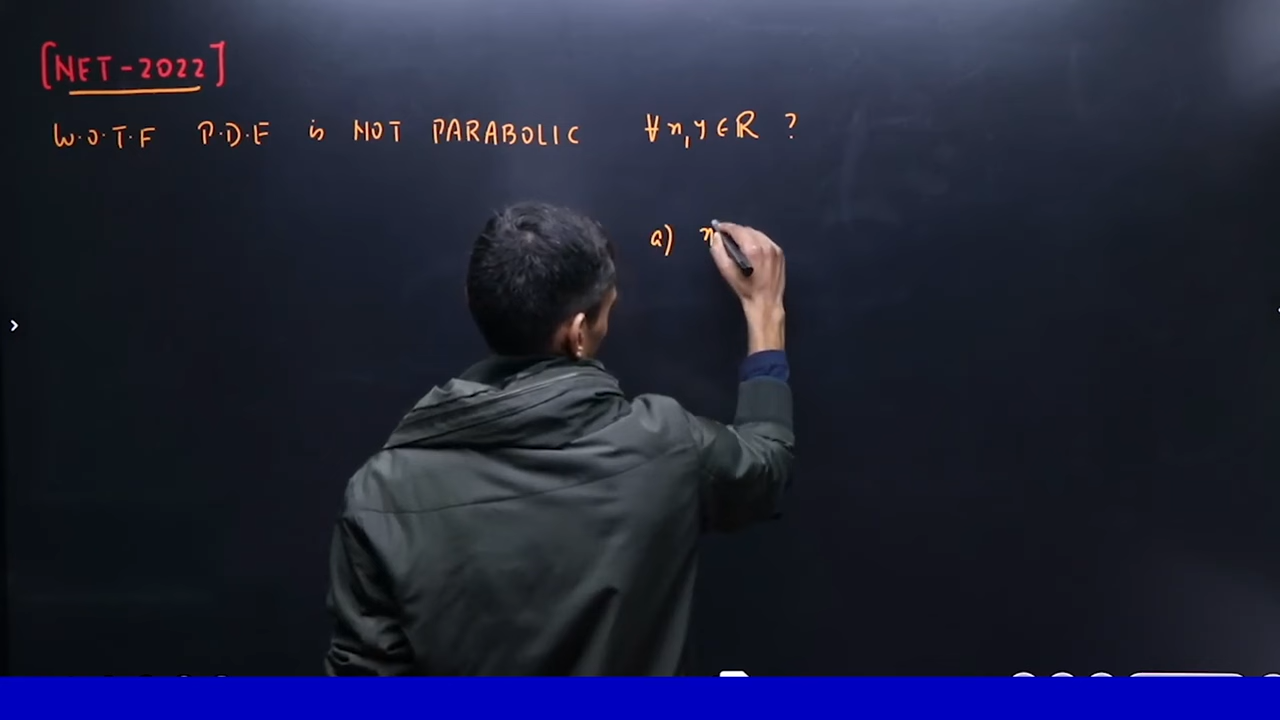 [NET-2022]
W.O.T.F P.D.E is NOT PARABOLIC ∀ x, y ∈ ℝ ?
a) x